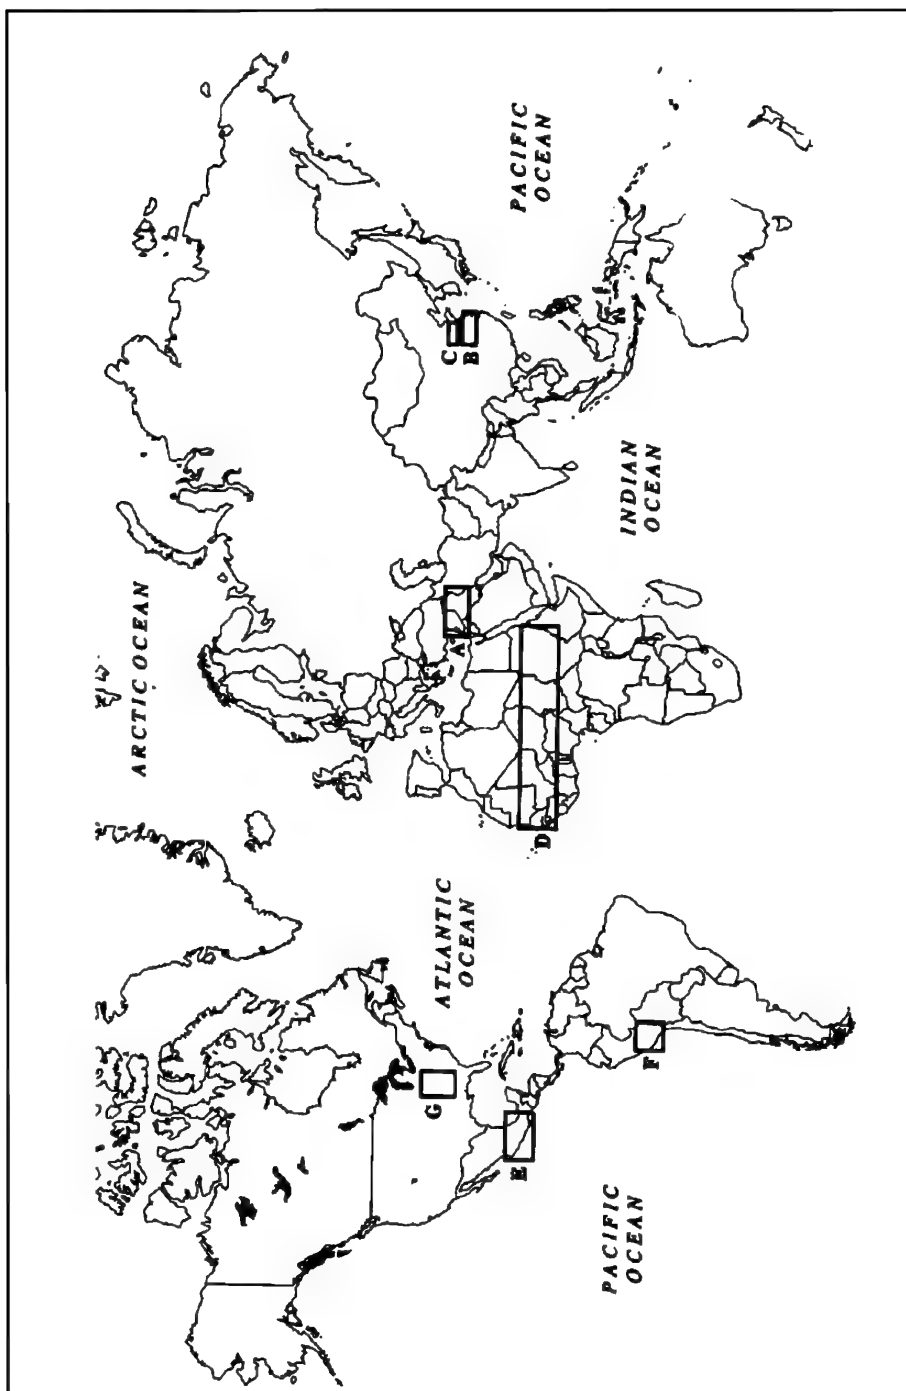 ARCTIC OCEAN
PACIFIC
OCEAN
C
B
A
ATLANTIC
OCEAN
INDIAN
OCEAN
G
D
E
F
PACIFIC
OCEAN